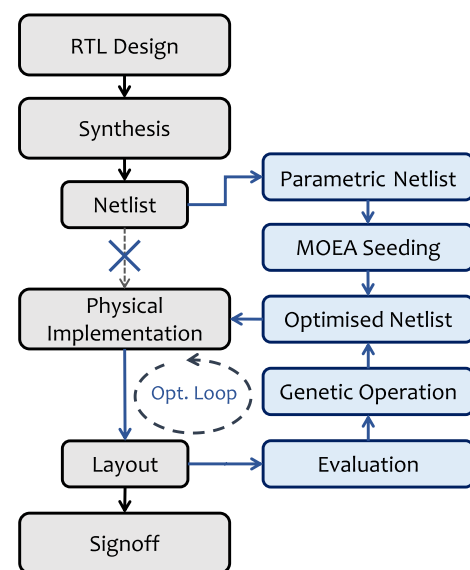 RTL Design
Synthesis
Netlist
Parametric Netlist
MOEA Seeding
Physical
Implementation
Optimised Netlist
Opt. Loop
Genetic Operation
Layout
Evaluation
Signoff